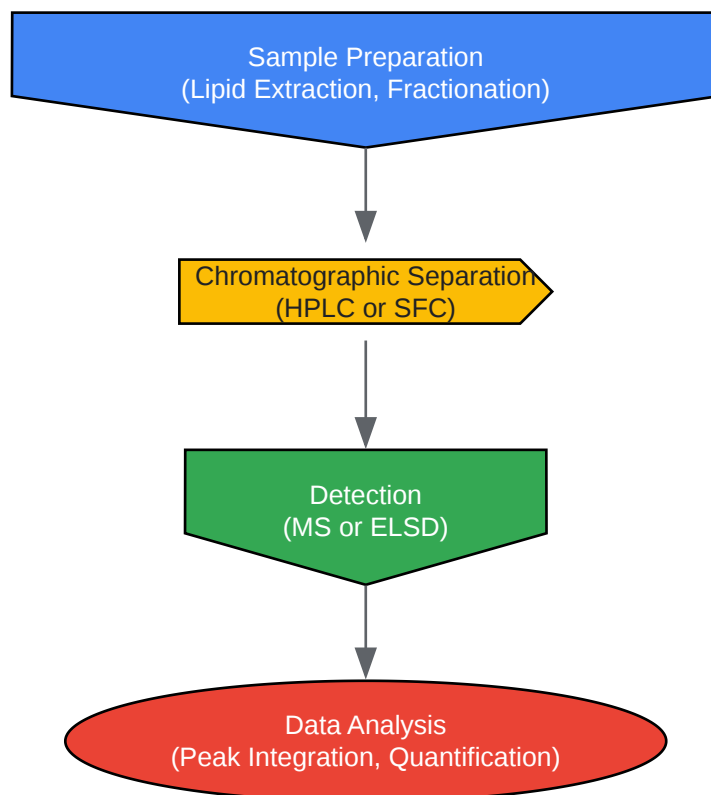 Sample Preparation
(Lipid Extraction, Fractionation)
Chromatographic Separation
(HPLC or SFC)
Detection
(MS or ELSD)
Data Analysis
(Peak Integration, Quantification)